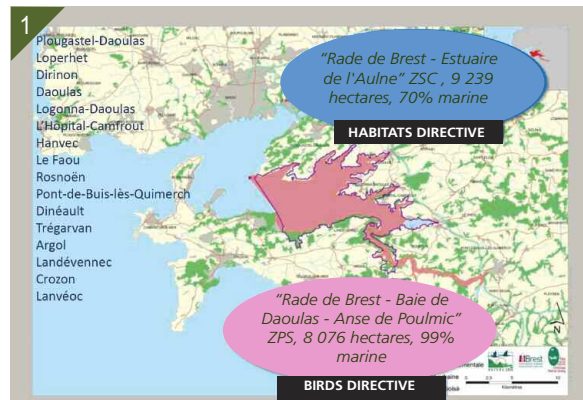 1
Plougastel-Daoulas
Loperhet
Dirinon
Daoulas
Logonna-Daoulas
L'Hôpital-Camfrout
Hanvec
Le Faou
Rosnoën
Pont-de-Buis-lès-Quimerch
Dinéault
Trégarvan
Argol
Landévennec
Crozon
Lanvéoc
"Rade de Brest - Estuaire
de l'Aulne" ZSC , 9 239
hectares, 70% marine
HABITATS DIRECTIVE
"Rade de Brest - Baie de
Daoulas - Anse de Poulmic"
ZPS, 8 076 hectares, 99%
marine
BIRDS DIRECTIVE
N
Brest
Kilomètres